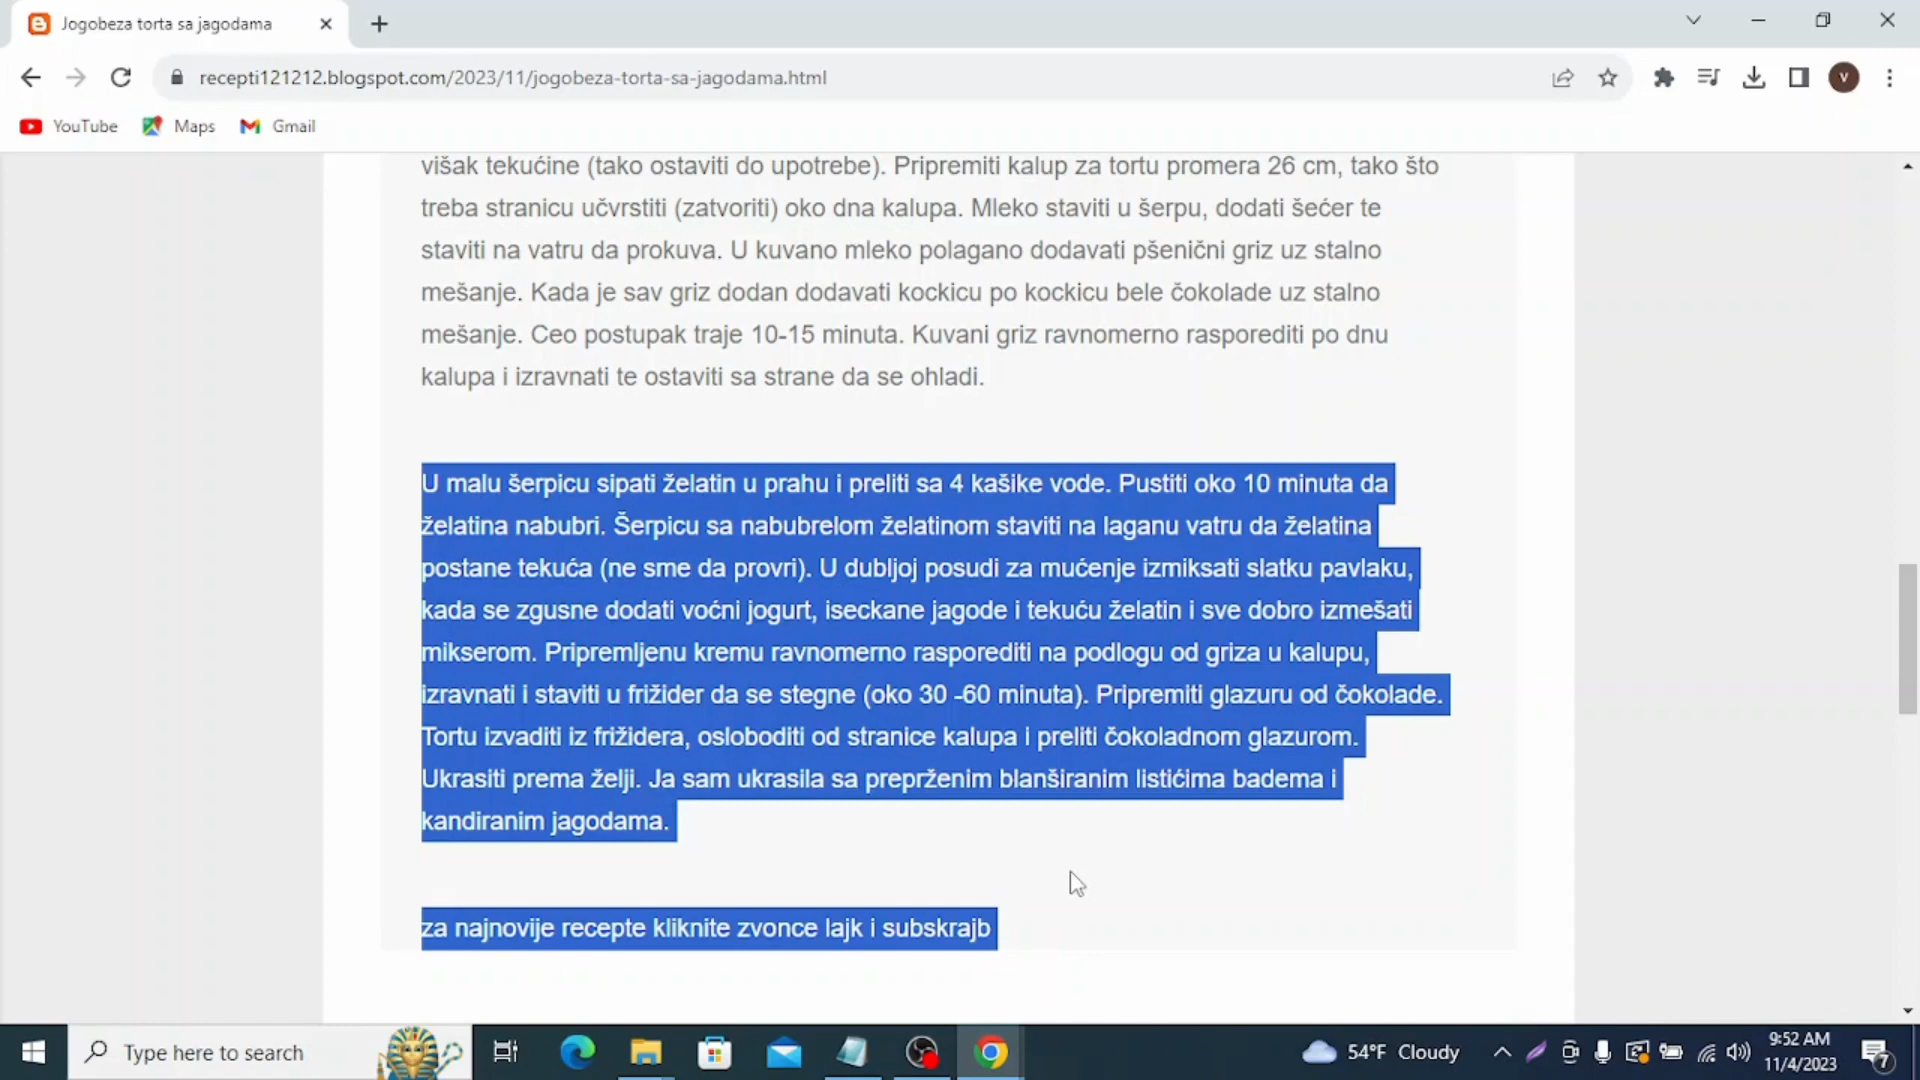 Jogobeza torta sa jagodama
recepti121212.blogspot.com/2023/11/jogobeza-torta-sa-jagodama.html
V
YouTube
Maps
Gmail
višak tekućine (tako ostaviti do upotrebe). Pripremiti kalup za tortu promera 26 cm, tako što
treba stranicu učvrstiti (zatvoriti) oko dna kalupa. Mleko staviti u šerpu, dodati šećer te
staviti na vatru da prokuva. U kuvano mleko polagano dodavati pšenični griz uz stalno
mešanje. Kada je sav griz dodan dodavati kockicu po kockicu bele čokolade uz stalno
mešanje. Ceo postupak traje 10-15 minuta. Kuvani griz ravnomerno rasporediti po dnu
kalupa i izravnati te ostaviti sa strane da se ohladi.
U malu šerpicu sipati želatin u prahu i preliti sa 4 kašike vode. Pustiti oko 10 minuta da
želatina nabubri. Šerpicu sa nabubrelom želatinom staviti na laganu vatru da želatina
postane tekuća (ne sme da provri). U dubljoj posudi za mućenje izmiksati slatku pavlaku,
kada se zgusne dodati voćni jogurt, iseckane jagode i tekuću želatin i sve dobro izmešati
mikserom. Pripremljenu kremu ravnomerno rasporediti na podlogu od griza u kalupu,
izravnati i staviti u frižider da se stegne (oko 30 -60 minuta). Pripremiti glazuru od čokolade.
Tortu izvaditi iz frižidera, osloboditi od stranice kalupa i preliti čokoladnom glazurom.
Ukrasiti prema želji. Ja sam ukrasila sa preprženim blanširanim listićima badema i
kandiranim jagodama.
za najnovije recepte kliknite zvonce lajk i subskrajb
Type here to search
54°F Cloudy
9:52 AM
11/4/2023
7